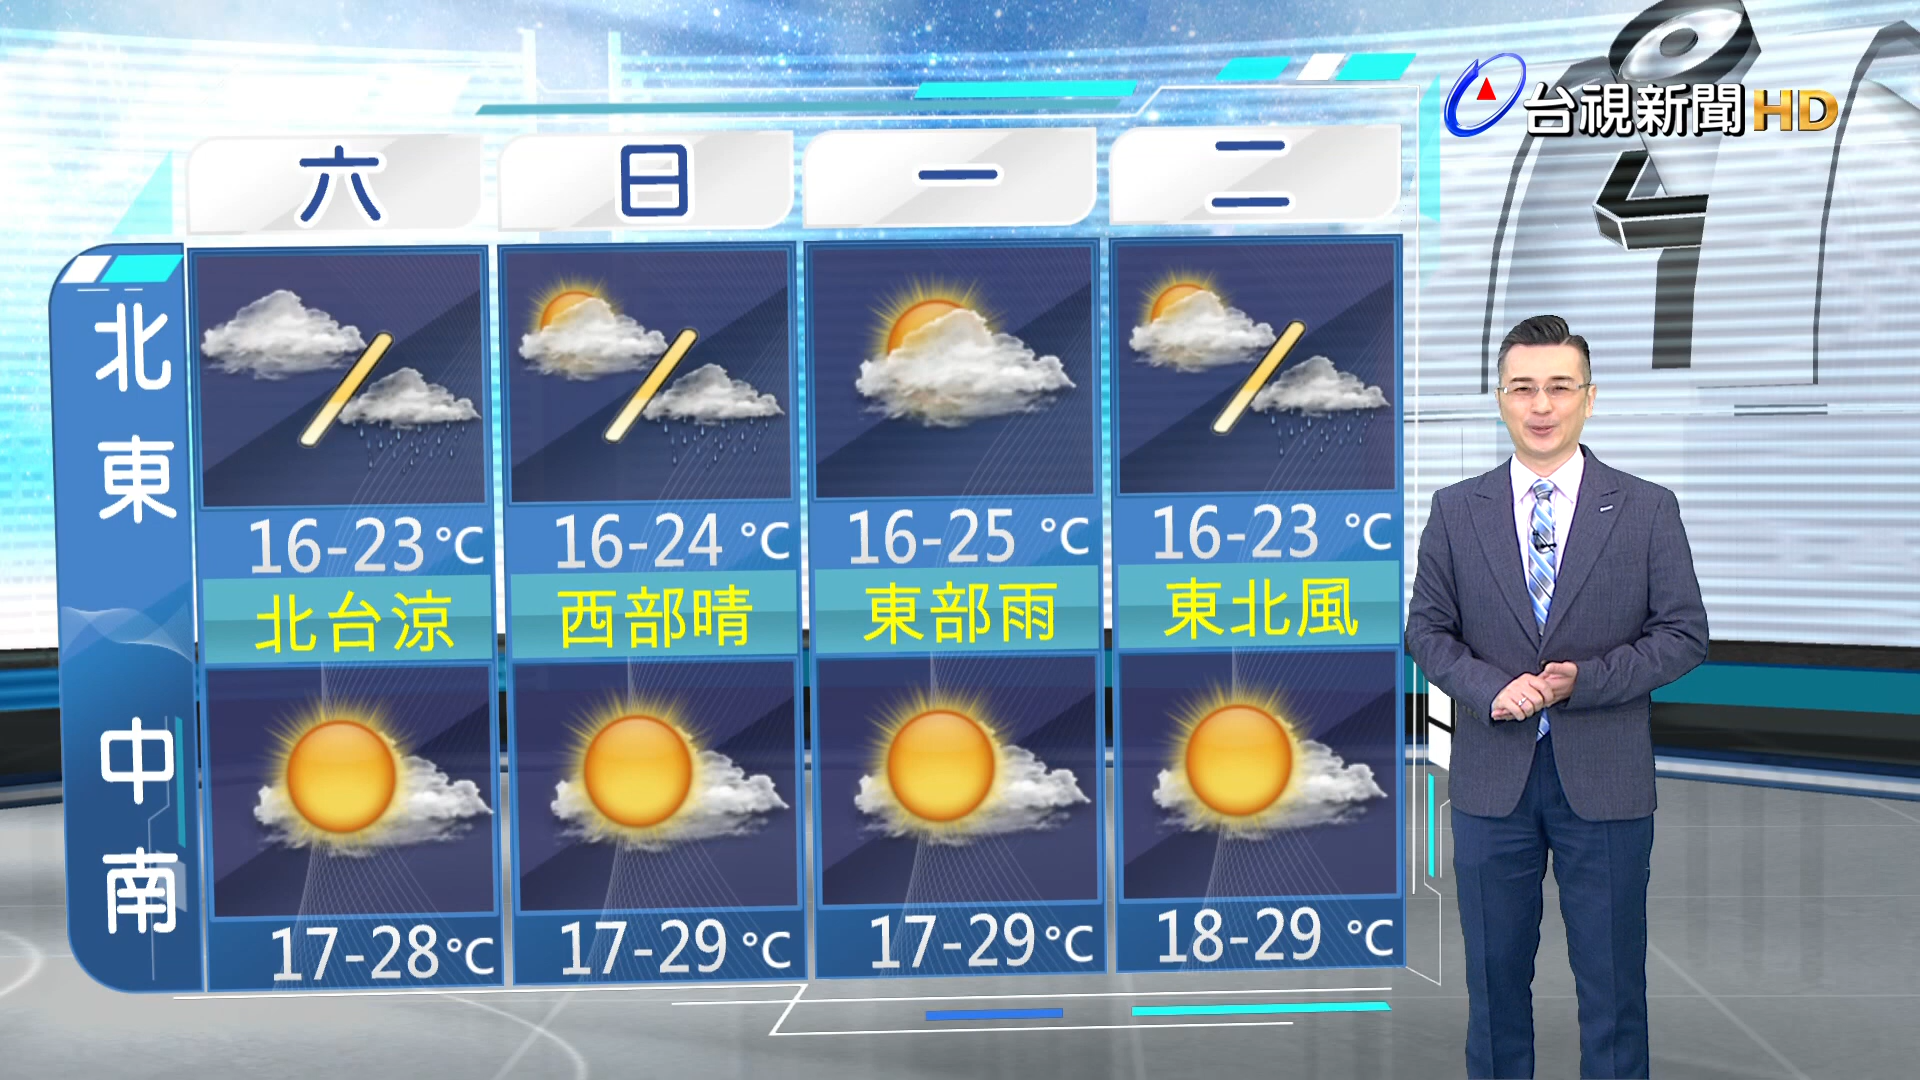 台視新聞HD
六 日 一 二
北東
16-23°C 16-24°C 16-25°C 16-23°C
北台涼 西部晴 東部雨 東北風
中南
17-28°C 17-29°C 17-29°C 18-29°C